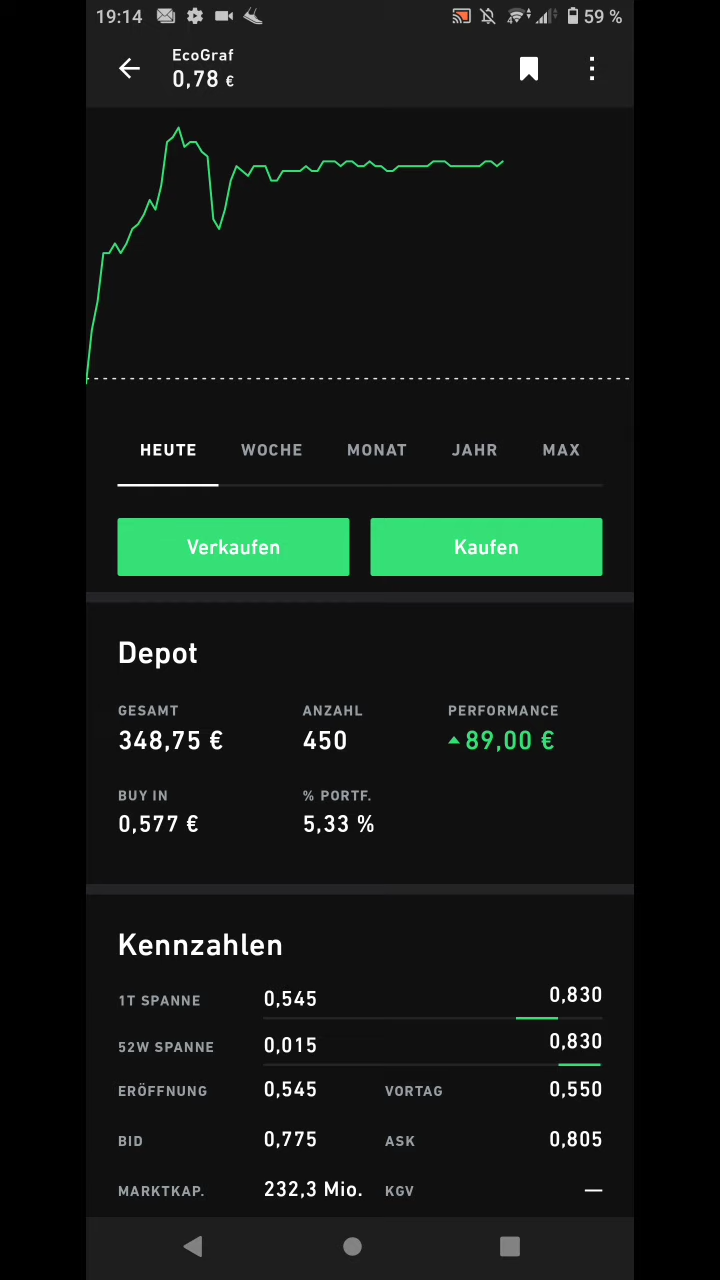 19:14 59 %
EcoGraf
0,78 €
HEUTE WOCHE MONAT JAHR MAX
Verkaufen Kaufen
Depot
GESAMT ANZAHL PERFORMANCE
348,75 € 450 89,00 €
BUY IN % PORTF.
0,577 € 5,33 %
Kennzahlen
1T SPANNE 0,545 0,830
52W SPANNE 0,015 0,830
ERÖFFNUNG 0,545 VORTAG 0,550
BID 0,775 ASK 0,805
MARKTKAP. 232,3 Mio. KGV —